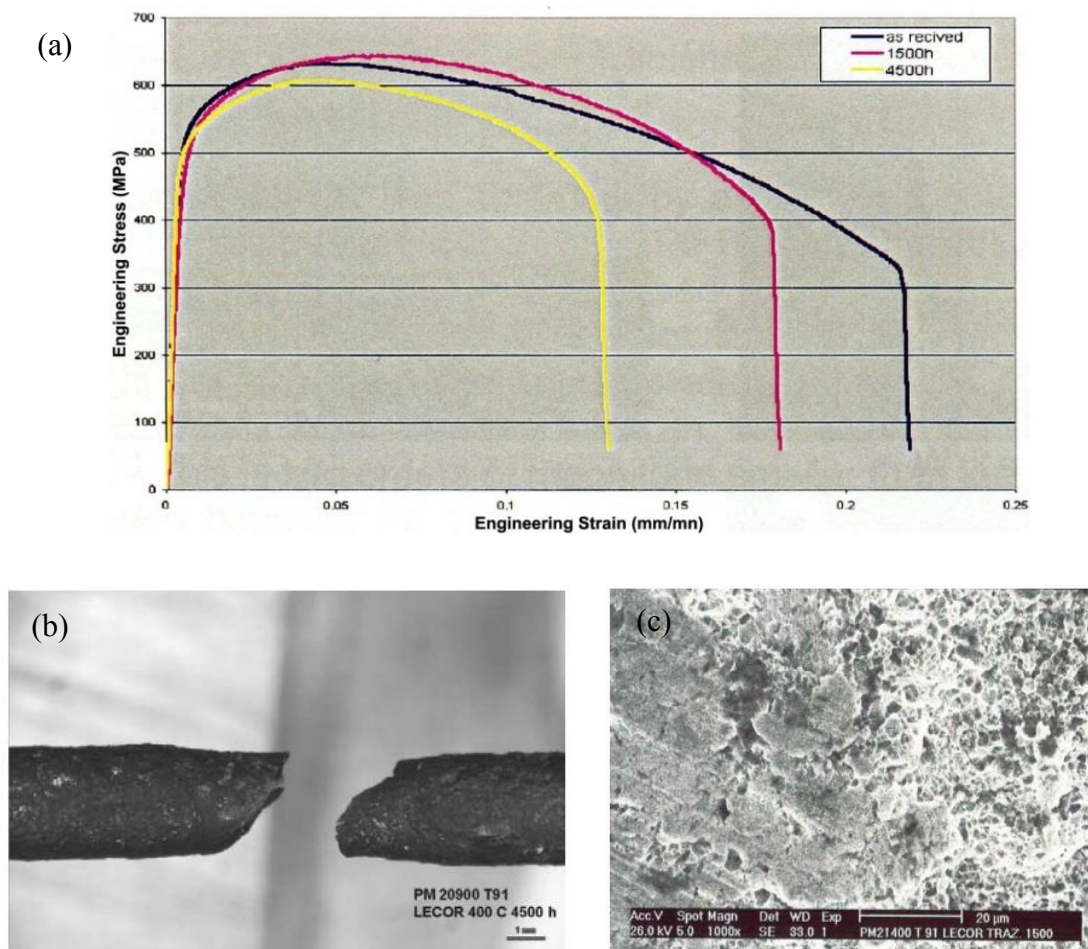 (a)
700
600
500
400
300
200
100
0
Engineering Stress (MPa)
as recived
1500h
4500h
0
0.05
0.1
0.15
0.2
0.25
Engineering Strain (mm/mn)
(b)
PM 20900 T91
LECOR 400 C 4500 h
1 mm
(c)
Acc.V Spot Magn Det WD Exp 20 µm
26.0 kV 5.0 1000x SE 33.0 1 PM21400 T 91 LECOR TRAZ. 1500